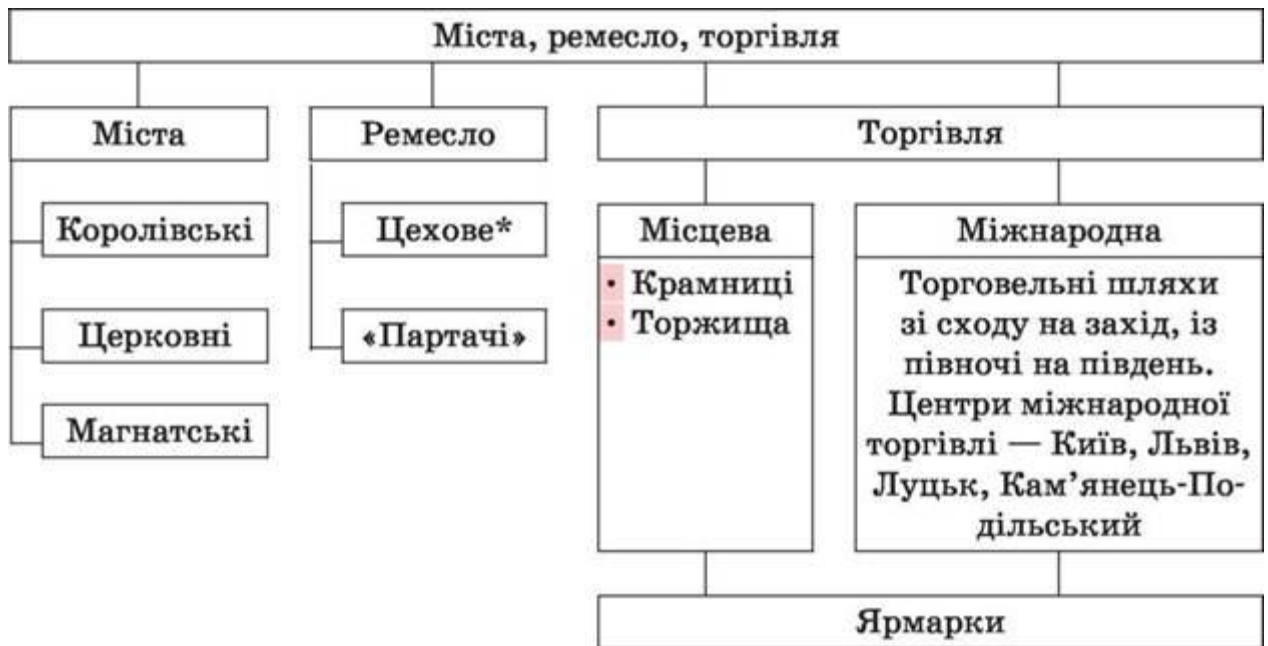 Міста, ремесло, торгівля
Міста
Королівські
Церковні
Магнатські
Ремесло
Цехове*
«Партачі»
Торгівля
Місцева
• Крамниці
• Торжища
Міжнародна
Торговельні шляхи
зі сходу на захід, із
півночі на південь.
Центри міжнародної
торгівлі — Київ, Львів,
Луцьк, Кам’янець-По-
дільський
Ярмарки